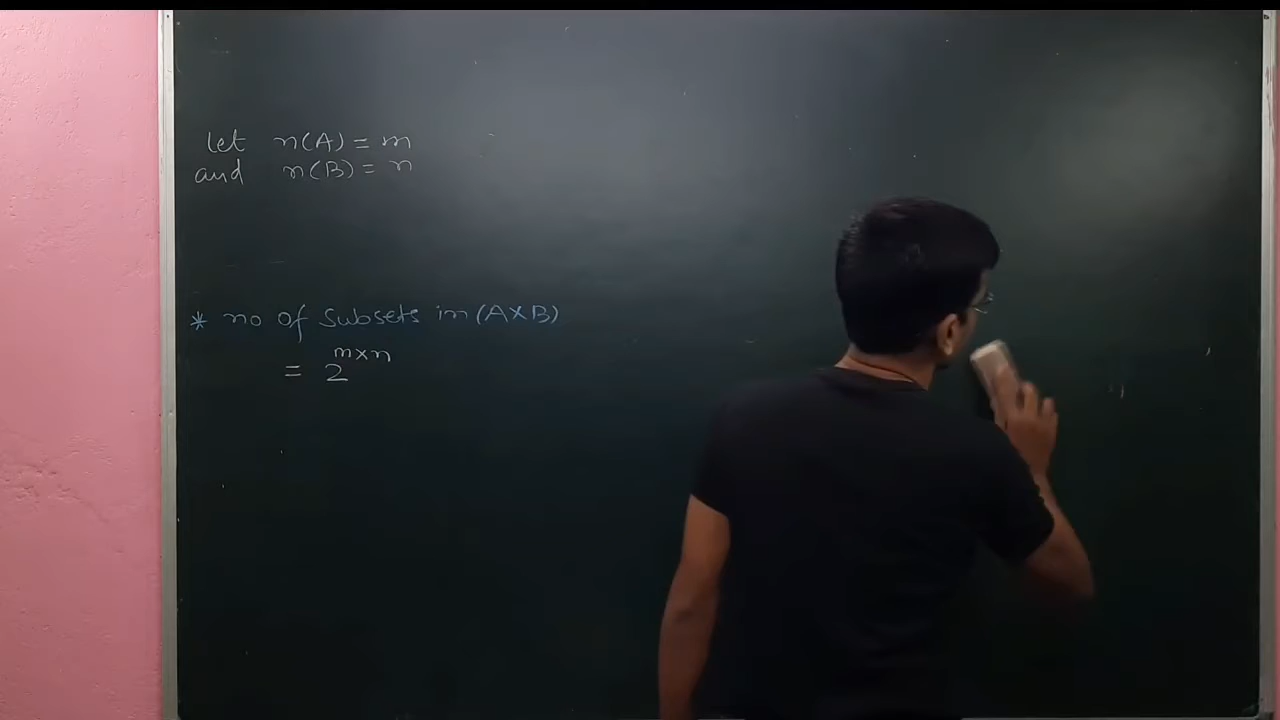 let n(A) = m
and n(B) = n
* no of subsets in (A×B)
= 2^{m×n}